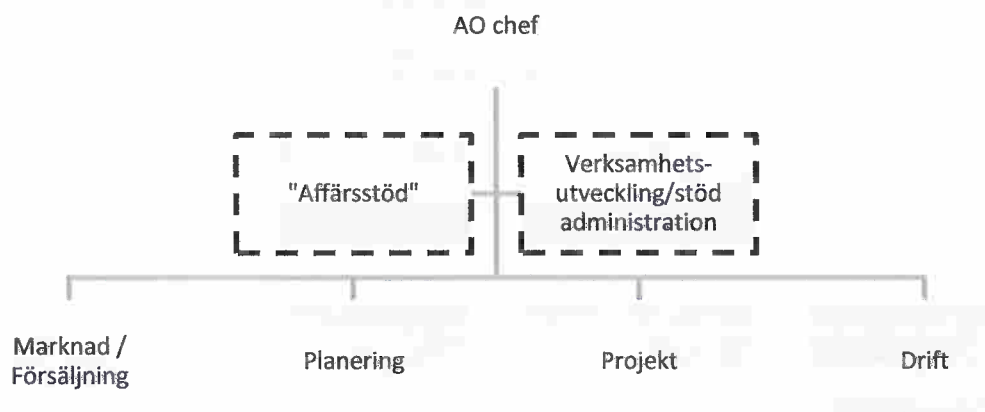 AO chef
"Affärsstöd"
Verksamhets-
utveckling/stöd
administration
Marknad /
Försäljning
Planering
Projekt
Drift